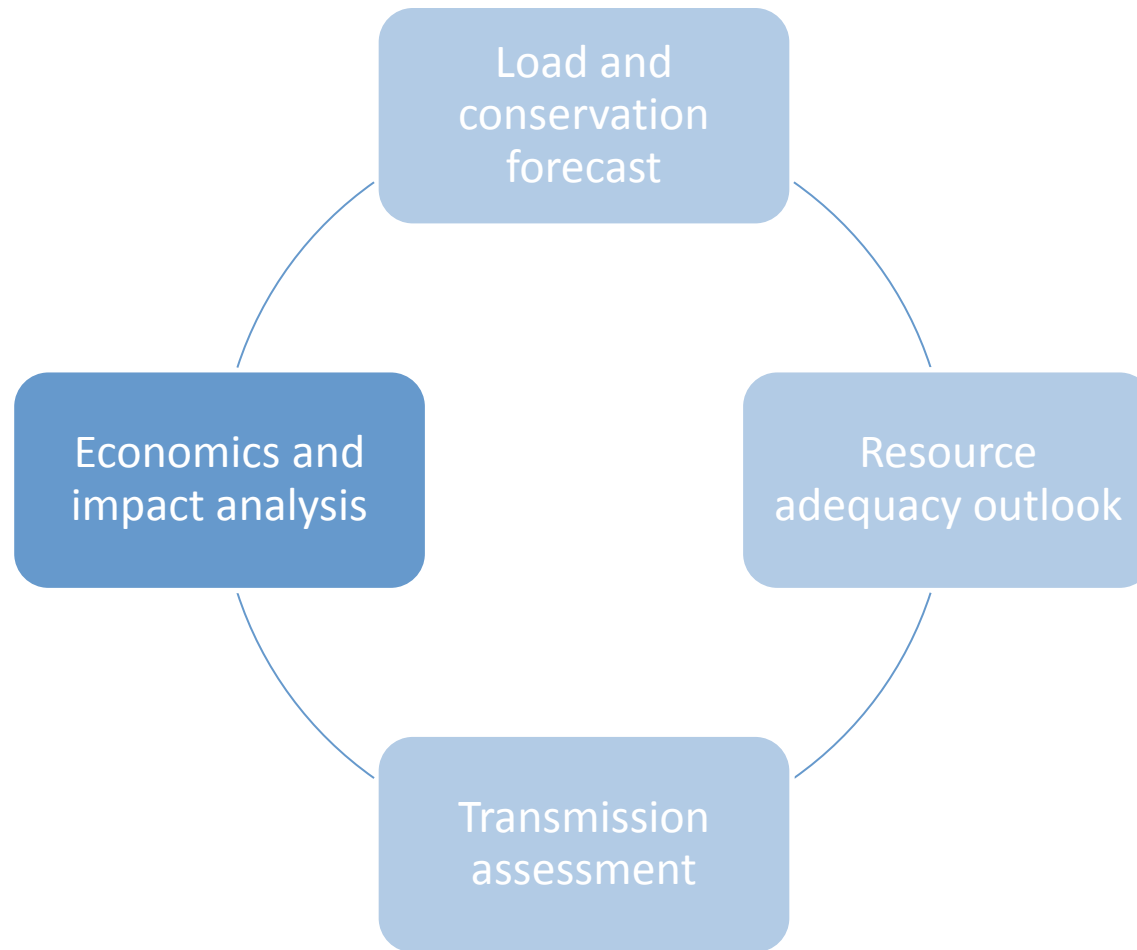 Load and
conservation
forecast
Economics and
impact analysis
Resource
adequacy outlook
Transmission
assessment